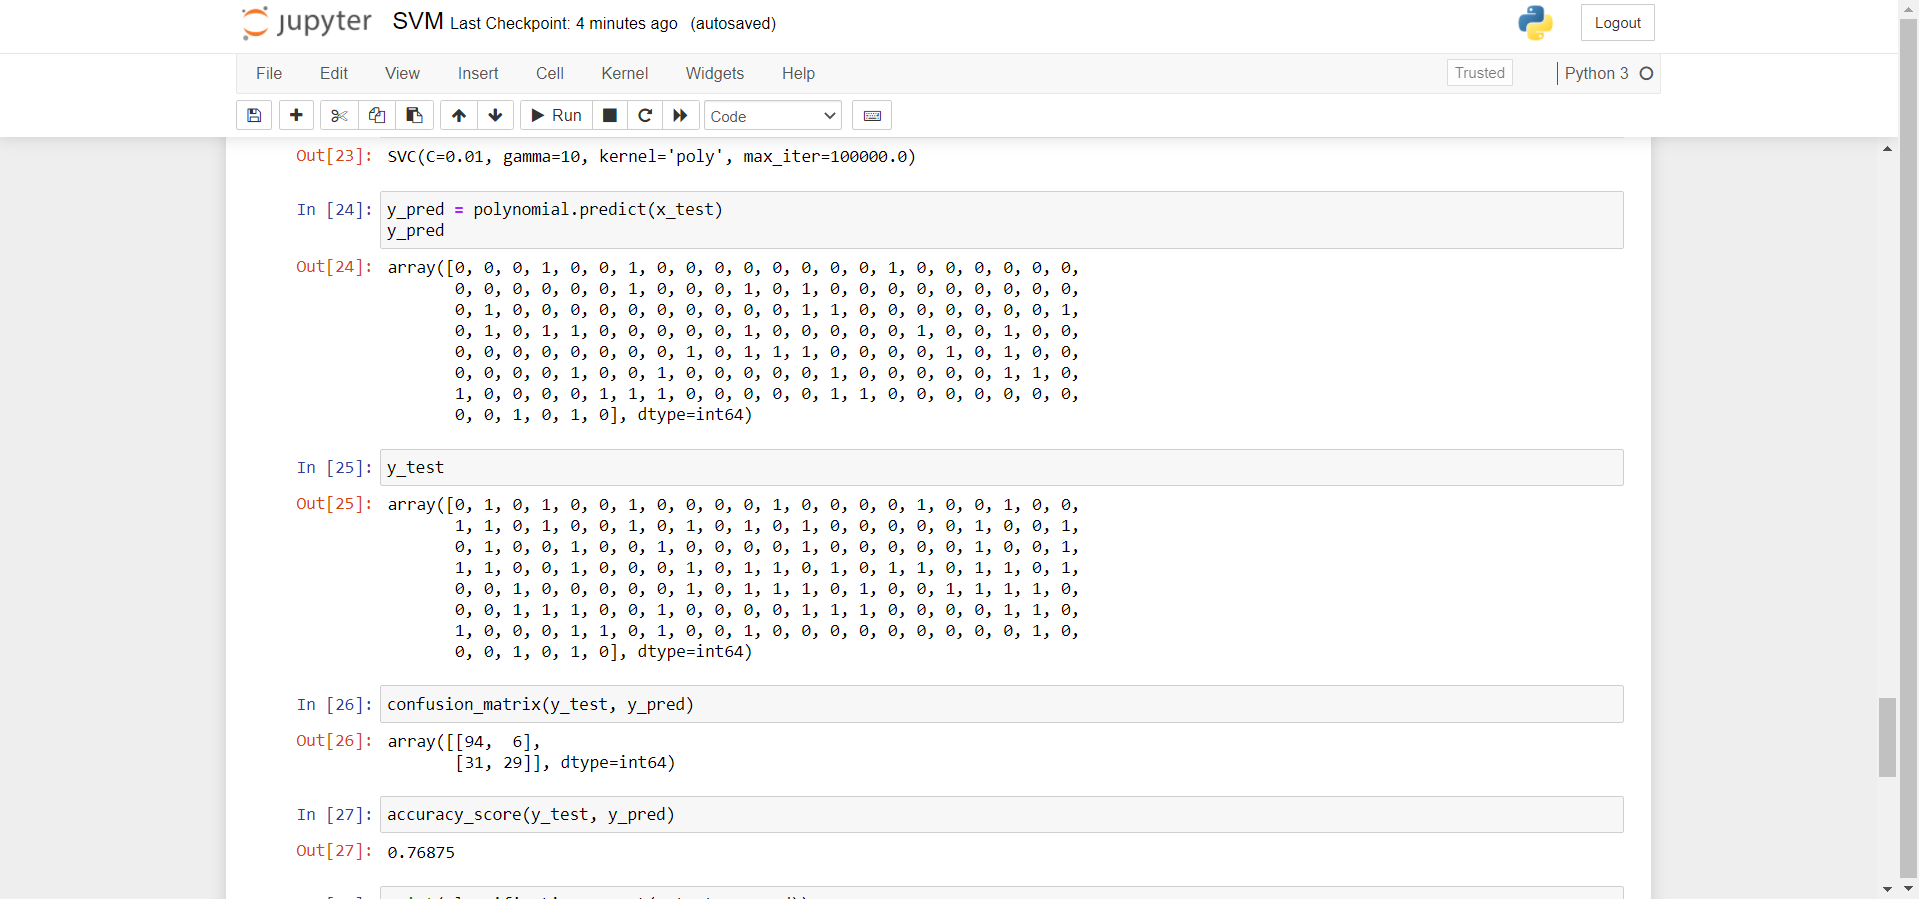 jupyter SVM Last Checkpoint: 4 minutes ago (autosaved) Logout
File Edit View Insert Cell Kernel Widgets Help Trusted Python 3
Run Code
Out[23]: SVC(C=0.01, gamma=10, kernel='poly', max_iter=100000.0)
In [24]: y_pred = polynomial.predict(x_test)
y_pred
Out[24]: array([0, 0, 0, 1, 0, 0, 1, 0, 0, 0, 0, 0, 0, 0, 0, 1, 0, 0, 0, 0, 0, 0,
0, 0, 0, 0, 0, 0, 1, 0, 0, 0, 1, 0, 1, 0, 0, 0, 0, 0, 0, 0, 0, 0,
0, 1, 0, 0, 0, 0, 0, 0, 0, 0, 0, 0, 1, 1, 0, 0, 0, 0, 0, 0, 0, 1,
0, 1, 0, 1, 1, 0, 0, 0, 0, 0, 1, 0, 0, 0, 0, 0, 1, 0, 0, 1, 0, 0,
0, 0, 0, 0, 0, 0, 0, 0, 1, 0, 1, 1, 1, 0, 0, 0, 0, 1, 0, 1, 0, 0,
0, 0, 0, 0, 1, 0, 0, 1, 0, 0, 0, 0, 0, 1, 0, 0, 0, 0, 0, 1, 1, 0,
1, 0, 0, 0, 0, 1, 1, 1, 0, 0, 0, 0, 0, 1, 1, 0, 0, 0, 0, 0, 0, 0,
0, 0, 1, 0, 1, 0], dtype=int64)
In [25]: y_test
Out[25]: array([0, 1, 0, 1, 0, 0, 1, 0, 0, 0, 0, 1, 0, 0, 0, 0, 1, 0, 0, 1, 0, 0,
1, 1, 0, 1, 0, 0, 1, 0, 1, 0, 1, 0, 1, 0, 0, 0, 0, 0, 1, 0, 0, 1,
0, 1, 0, 0, 1, 0, 0, 1, 0, 0, 0, 0, 1, 0, 0, 0, 0, 0, 1, 0, 0, 1,
1, 1, 0, 0, 1, 0, 0, 0, 1, 0, 1, 1, 0, 1, 0, 1, 1, 0, 1, 1, 0, 1,
0, 0, 1, 0, 0, 0, 0, 0, 1, 0, 1, 1, 1, 0, 1, 0, 0, 1, 1, 1, 1, 0,
0, 0, 1, 1, 1, 0, 0, 1, 0, 0, 0, 0, 1, 1, 1, 0, 0, 0, 0, 1, 1, 0,
1, 0, 0, 0, 1, 1, 0, 1, 0, 0, 1, 0, 0, 0, 0, 0, 0, 0, 0, 0, 1, 0,
0, 0, 1, 0, 1, 0], dtype=int64)
In [26]: confusion_matrix(y_test, y_pred)
Out[26]: array([[94, 6],
[31, 29]], dtype=int64)
In [27]: accuracy_score(y_test, y_pred)
Out[27]: 0.76875